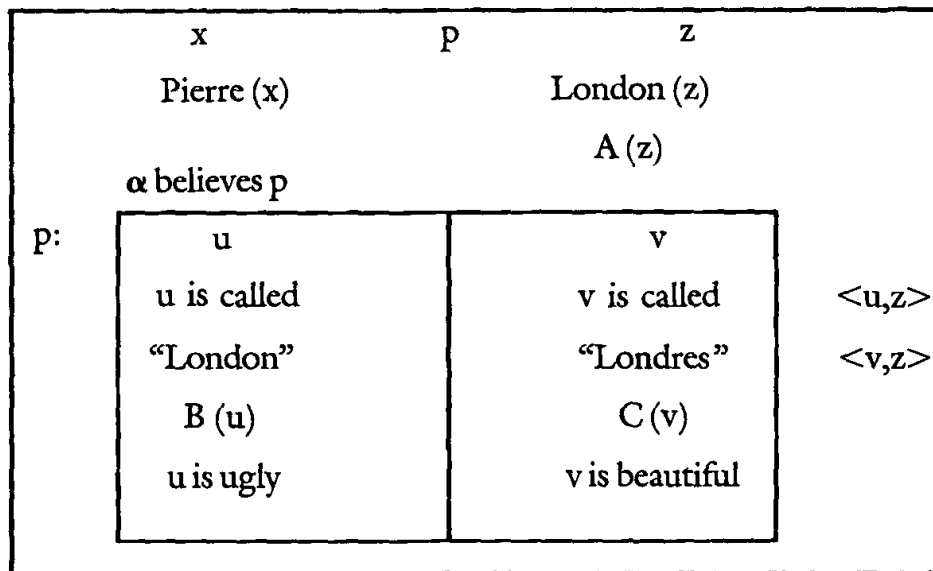 x p z
Pierre (x) London (z)
A (z)
α believes p
p: u v
u is called v is called <u,z>
“London” “Londres” <v,z>
B (u) C (v)
u is ugly v is beautiful